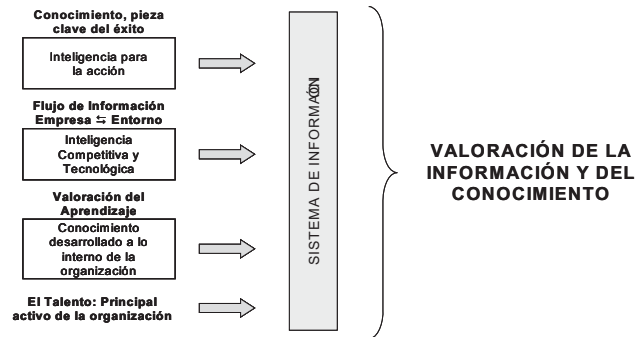 Conocimiento, pieza
clave del éxito
Inteligencia para
la acción
Flujo de Información
Empresa ⇆ Entorno
Inteligencia
Competitiva y
Tecnológica
Valoración del
Aprendizaje
Conocimiento
desarrollado a lo
interno de la
organización
El Talento: Principal
activo de la organización
SISTEMA DE INFORMACIÓN
VALORACIÓN DE LA
INFORMACIÓN Y DEL
CONOCIMIENTO